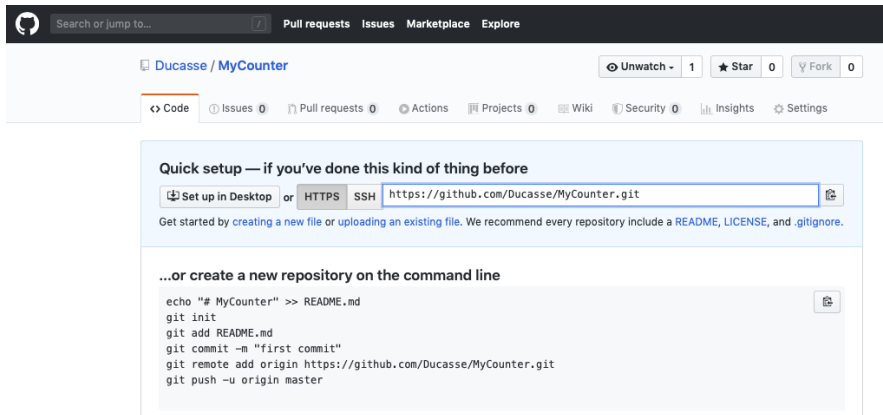 Search or jump to... / Pull requests Issues Marketplace Explore
Ducasse / MyCounter Unwatch 1 Star 0 Fork 0
Code Issues 0 Pull requests 0 Actions Projects 0 Wiki Security 0 Insights Settings
Quick setup — if you've done this kind of thing before
Set up in Desktop or HTTPS SSH https://github.com/Ducasse/MyCounter.git
Get started by creating a new file or uploading an existing file. We recommend every repository include a README, LICENSE, and .gitignore.
...or create a new repository on the command line
echo "# MyCounter" >> README.md
git init
git add README.md
git commit -m "first commit"
git remote add origin https://github.com/Ducasse/MyCounter.git
git push -u origin master